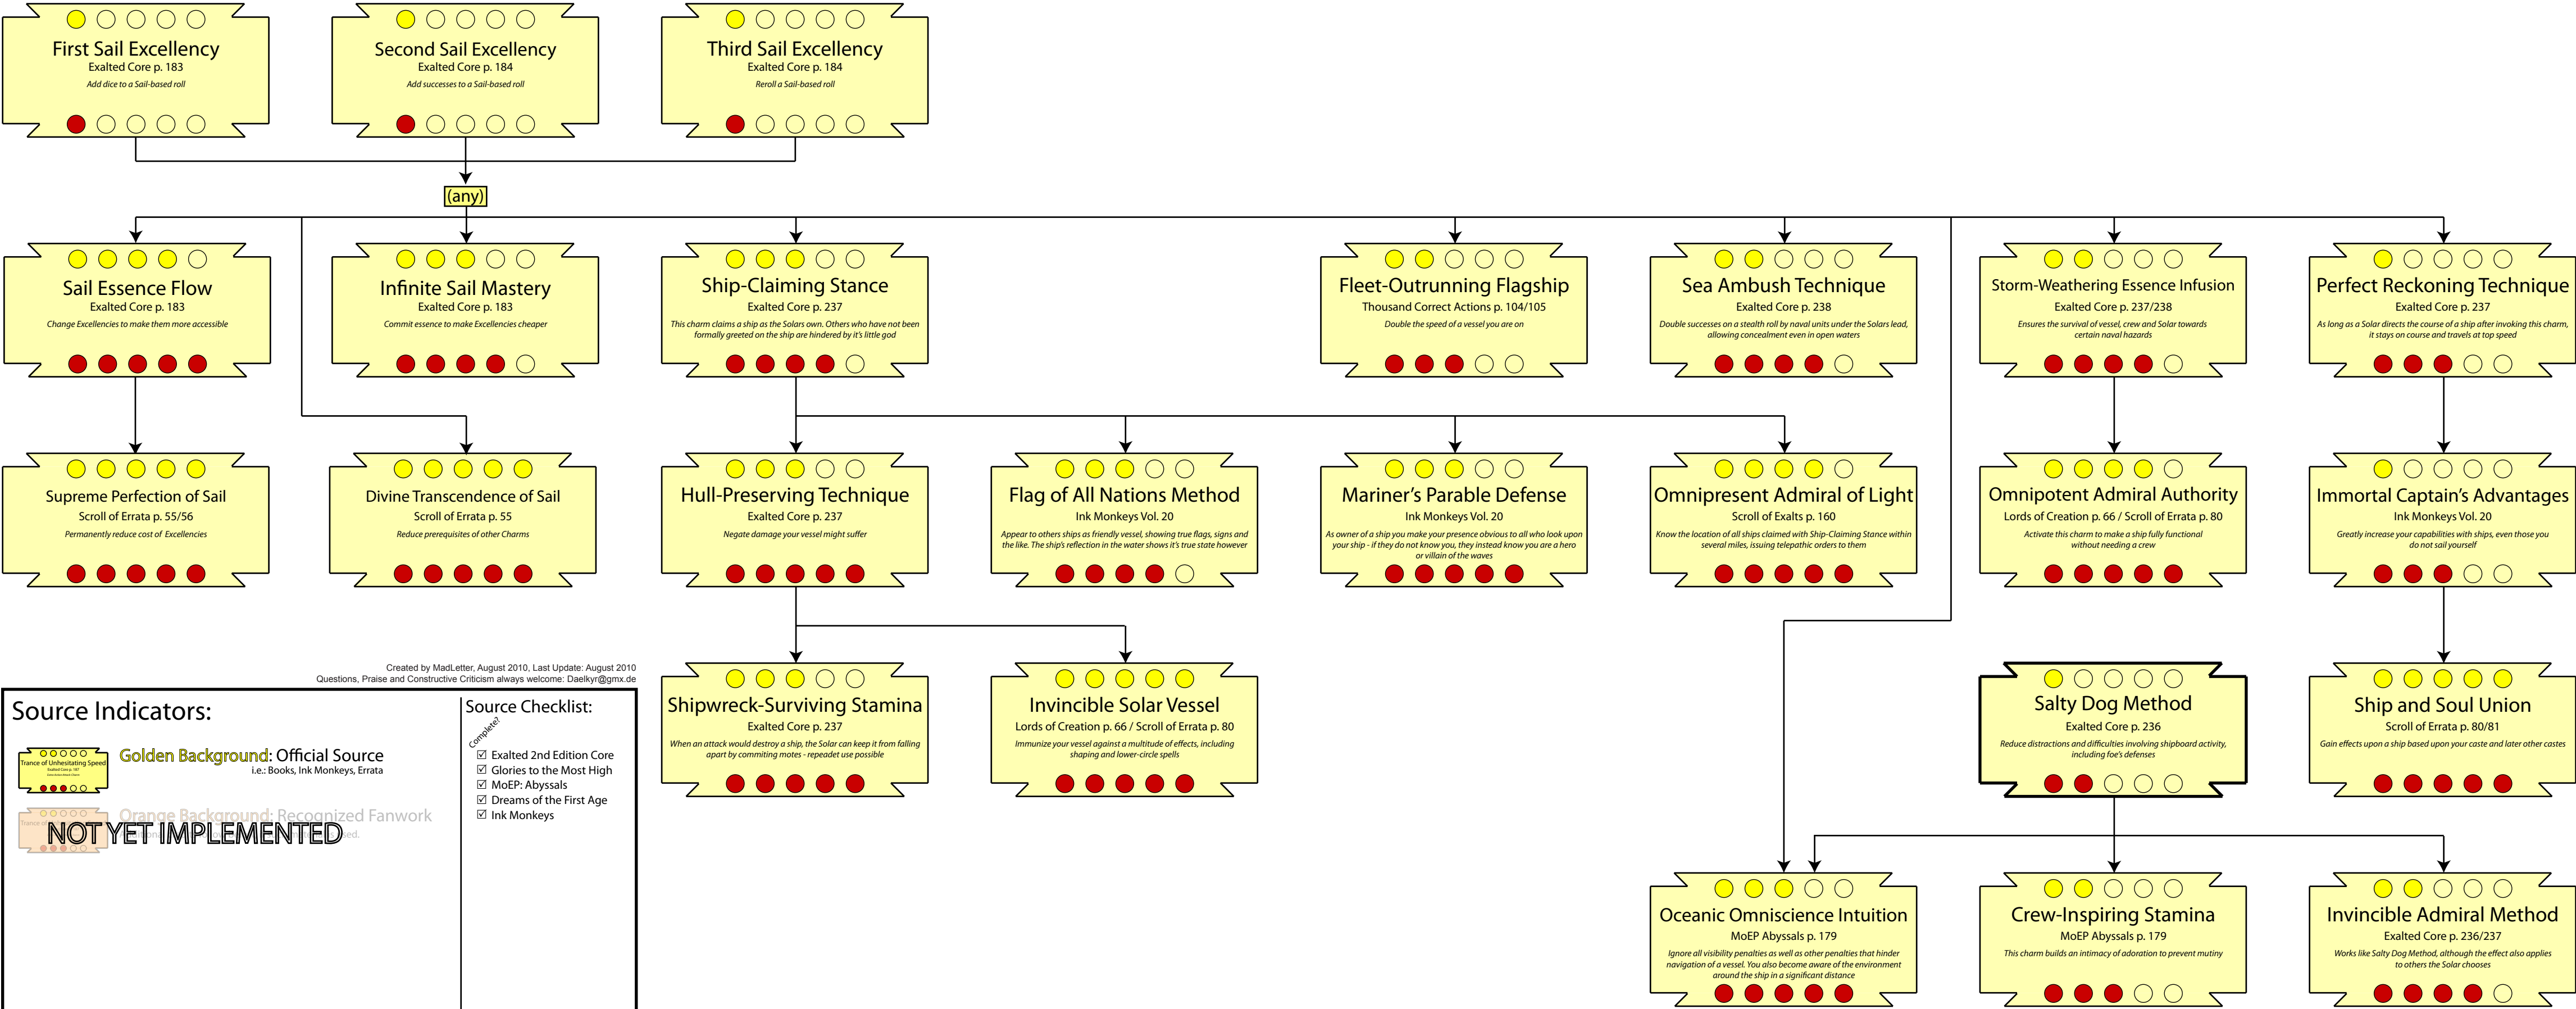 First Sail Excellency
Exalted Core p. 183
Add dice to a Sail-based roll
Second Sail Excellency
Exalted Core p. 184
Add successes to a Sail-based roll
Third Sail Excellency
Exalted Core p. 184
Reroll a Sail-based roll
(any)
Sail Essence Flow
Exalted Core p. 183
Change Excellencies to make them more accessible
Infinite Sail Mastery
Exalted Core p. 183
Commit essence to make Excellencies cheaper
Ship-Claiming Stance
Exalted Core p. 237
This charm claims a ship as the Solars own. Others who have not been
formally greeted on the ship are hindered by it's little god
Fleet-Outrunning Flagship
Thousand Correct Actions p. 104/105
Double the speed of a vessel you are on
Sea Ambush Technique
Exalted Core p. 238
Double successes on a stealth roll by naval units under the Solars lead,
allowing concealment even in open waters
Storm-Weathering Essence Infusion
Exalted Core p. 237/238
Ensures the survival of vessel, crew and Solar towards
certain naval hazards
Perfect Reckoning Technique
Exalted Core p. 237
As long as a Solar directs the course of a ship after invoking this charm,
it stays on course and travels at top speed
Supreme Perfection of Sail
Scroll of Errata p. 55/56
Permanently reduce cost of Excellencies
Divine Transcendence of Sail
Scroll of Errata p. 55
Reduce prerequisites of other Charms
Hull-Preserving Technique
Exalted Core p. 237
Negate damage your vessel might suffer
Flag of All Nations Method
Ink Monkeys Vol. 20
Appear to others ships as friendly vessel, showing true flags, signs and
the like. The ship's reflection in the water shows it's true state however
Mariner's Parable Defense
Ink Monkeys Vol. 20
As owner of a ship you make your presence obvious to all who look upon
your ship - if they do not know you, they instead know you are a hero
or villain of the waves
Omnipresent Admiral of Light
Scroll of Exalts p. 160
Know the location of all ships claimed with Ship-Claiming Stance within
several miles, issuing telepathic orders to them
Omnipotent Admiral Authority
Lords of Creation p. 66 / Scroll of Errata p. 80
Activate this charm to make a ship fully functional
without needing a crew
Immortal Captain's Advantages
Ink Monkeys Vol. 20
Greatly increase your capabilities with ships, even those you
do not sail yourself
Created by MadLetter, August 2010, Last Update: August 2010
Questions, Praise and Constructive Criticism always welcome: Daelkyr@gmx.de
Shipwreck-Surviving Stamina
Exalted Core p. 237
When an attack would destroy a ship, the Solar can keep it from falling
apart by commiting motes - repeadet use possible
Invincible Solar Vessel
Lords of Creation p. 66 / Scroll of Errata p. 80
Immunize your vessel against a multitude of effects, including
shaping and lower-circle spells
Salty Dog Method
Exalted Core p. 236
Reduce distractions and difficulties involving shipboard activity,
including foe's defenses
Ship and Soul Union
Scroll of Errata p. 80/81
Gain effects upon a ship based upon your caste and later other castes
Source Indicators:
Trance of Unhesitating Speed
Exalted Core p. 187
Golden Background: Official Source
i.e.: Books, Ink Monkeys, Errata
Orange Background: Recognized Fanwork
NOT YET IMPLEMENTED
Source Checklist:
Complete?
Exalted 2nd Edition Core
Glories to the Most High
MoEP: Abyssals
Dreams of the First Age
Ink Monkeys
Oceanic Omniscience Intuition
MoEP Abyssals p. 179
Ignore all visibility penalties as well as other penalties that hinder
navigation of a vessel. You also become aware of the environment
around the ship in a significant distance
Crew-Inspiring Stamina
MoEP Abyssals p. 179
This charm builds an intimacy of adoration to prevent mutiny
Invincible Admiral Method
Exalted Core p. 236/237
Works like Salty Dog Method, although the effect also applies
to others the Solar chooses